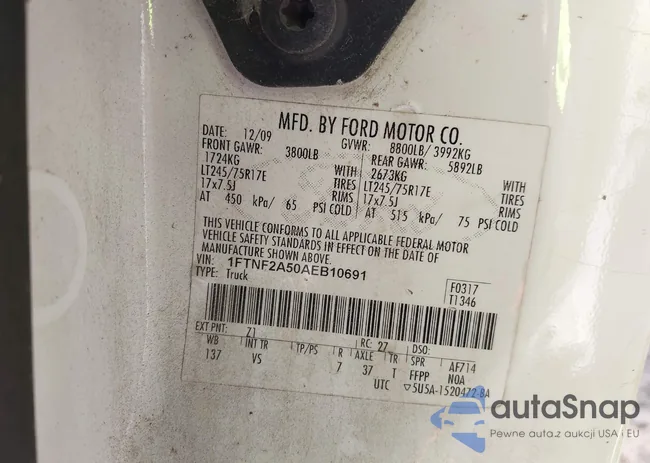 MFD. BY FORD MOTOR CO.
DATE: 12/09 GVWR: 8800LB/ 3992KG
FRONT GAWR: 3800LB REAR GAWR: 5892LB
1724KG WITH 2673KG WITH
LT245/75R17E TIRES LT245/75R17E TIRES
17x7.5J RIMS 17x7.5J RIMS
AT 450 kPa/ 65 PSI COLD AT 515 kPa/ 75 PSI COLD
THIS VEHICLE CONFORMS TO ALL APPLICABLE FEDERAL MOTOR
VEHICLE SAFETY STANDARDS IN EFFECT ON THE DATE OF
MANUFACTURE SHOWN ABOVE.
VIN: 1FTNF2A50AEB10691 F0317
TYPE: Truck T1346
EXT PNT: Z1 RC: 27 DSO:
WB INT TR TP/PS R AXLE TR SPR AF714
137 VS 7 37 T FFPP N0A
UTC ▽5U5A-1520472-BA
autaSnap
Pewne auta z aukcji USA i EU